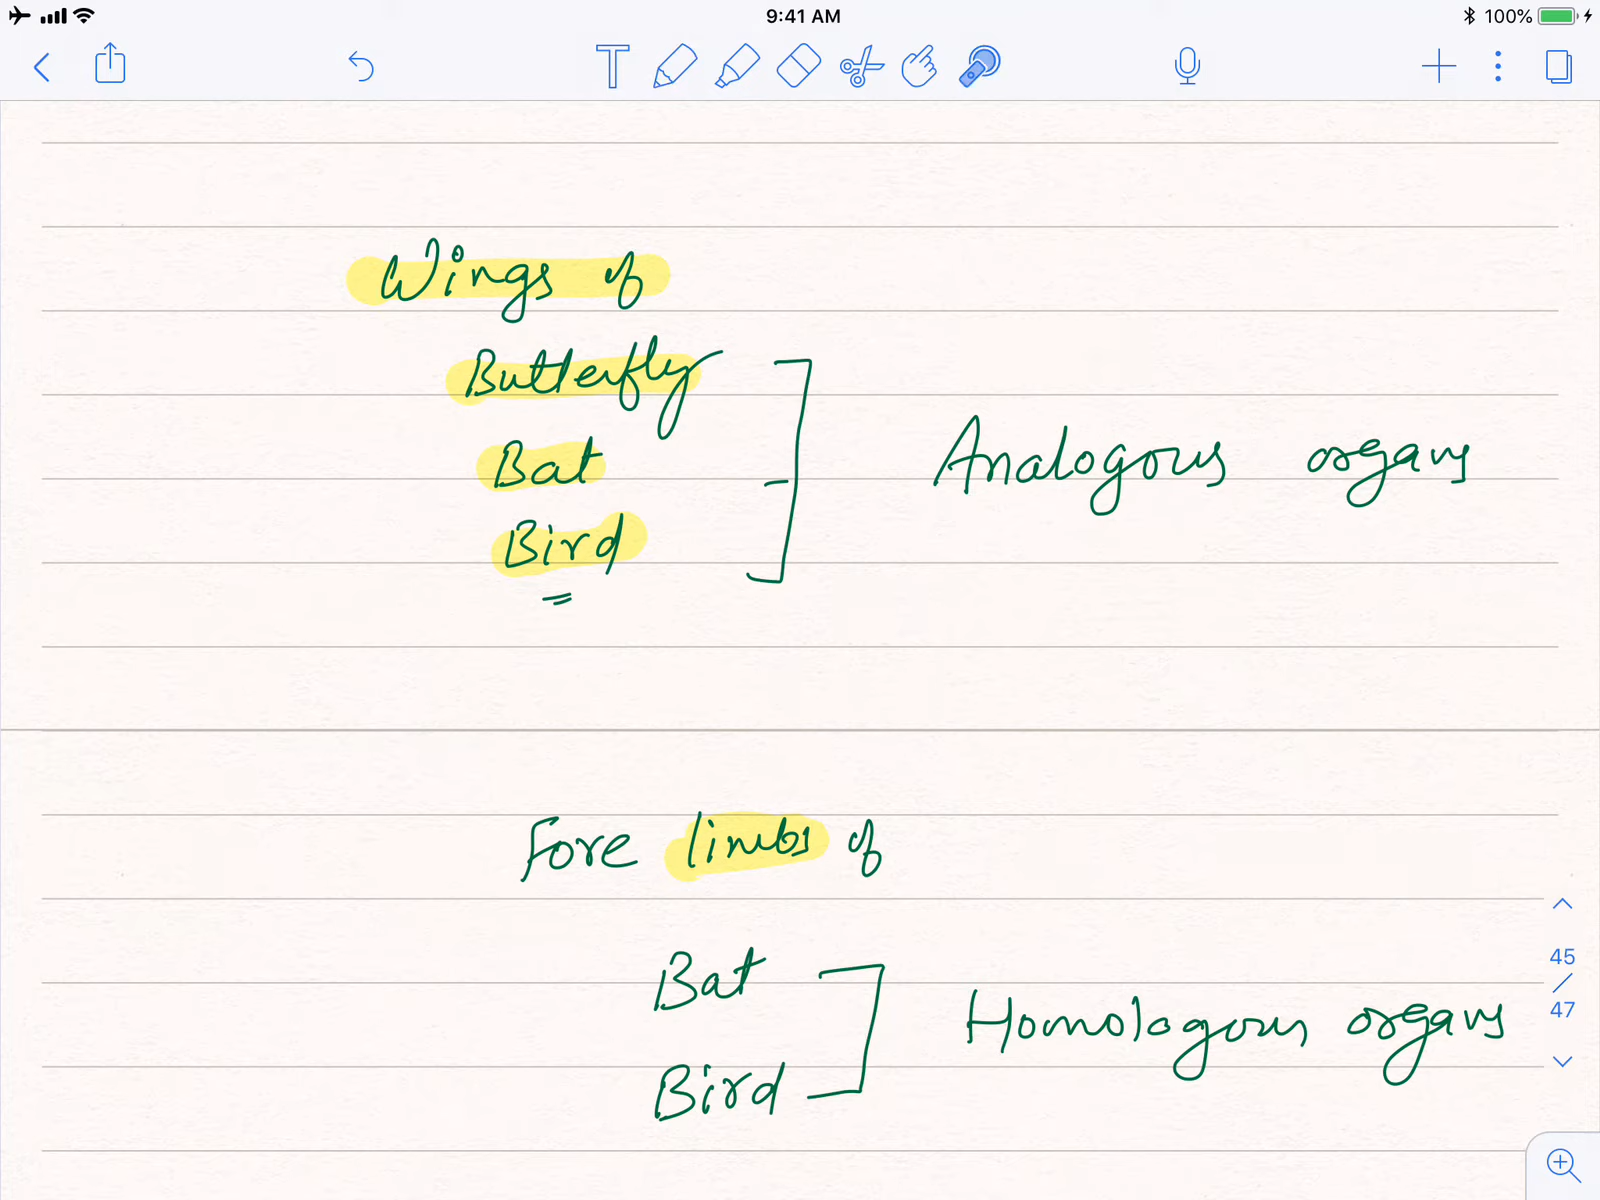 9:41 AM
100%
T
Wings of
Butterfly
Bat
Bird
Analogous organs
Fore limbs of
Bat
Bird
Homologous organs
45
/
47